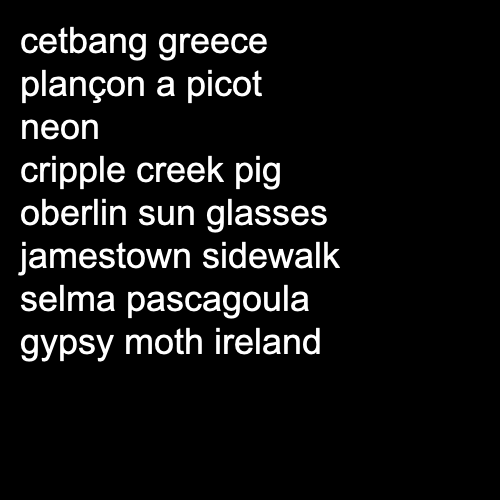 cetbang greece
plançon a picot
neon
cripple creek pig
oberlin sun glasses
jamestown sidewalk
selma pascagoula
gypsy moth ireland